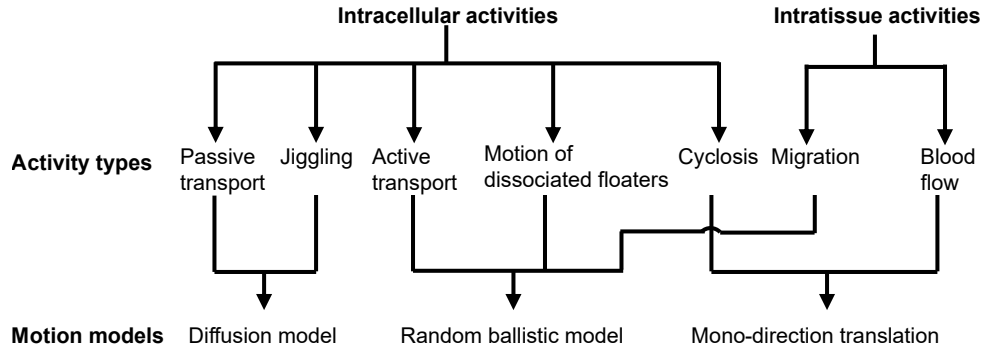 Intracellular activities
Intratissue activities
Activity types
Passive
transport
Jiggling
Active
transport
Motion of
dissociated floaters
Cyclosis
Migration
Blood
flow
Motion models
Diffusion model
Random ballistic model
Mono-direction translation